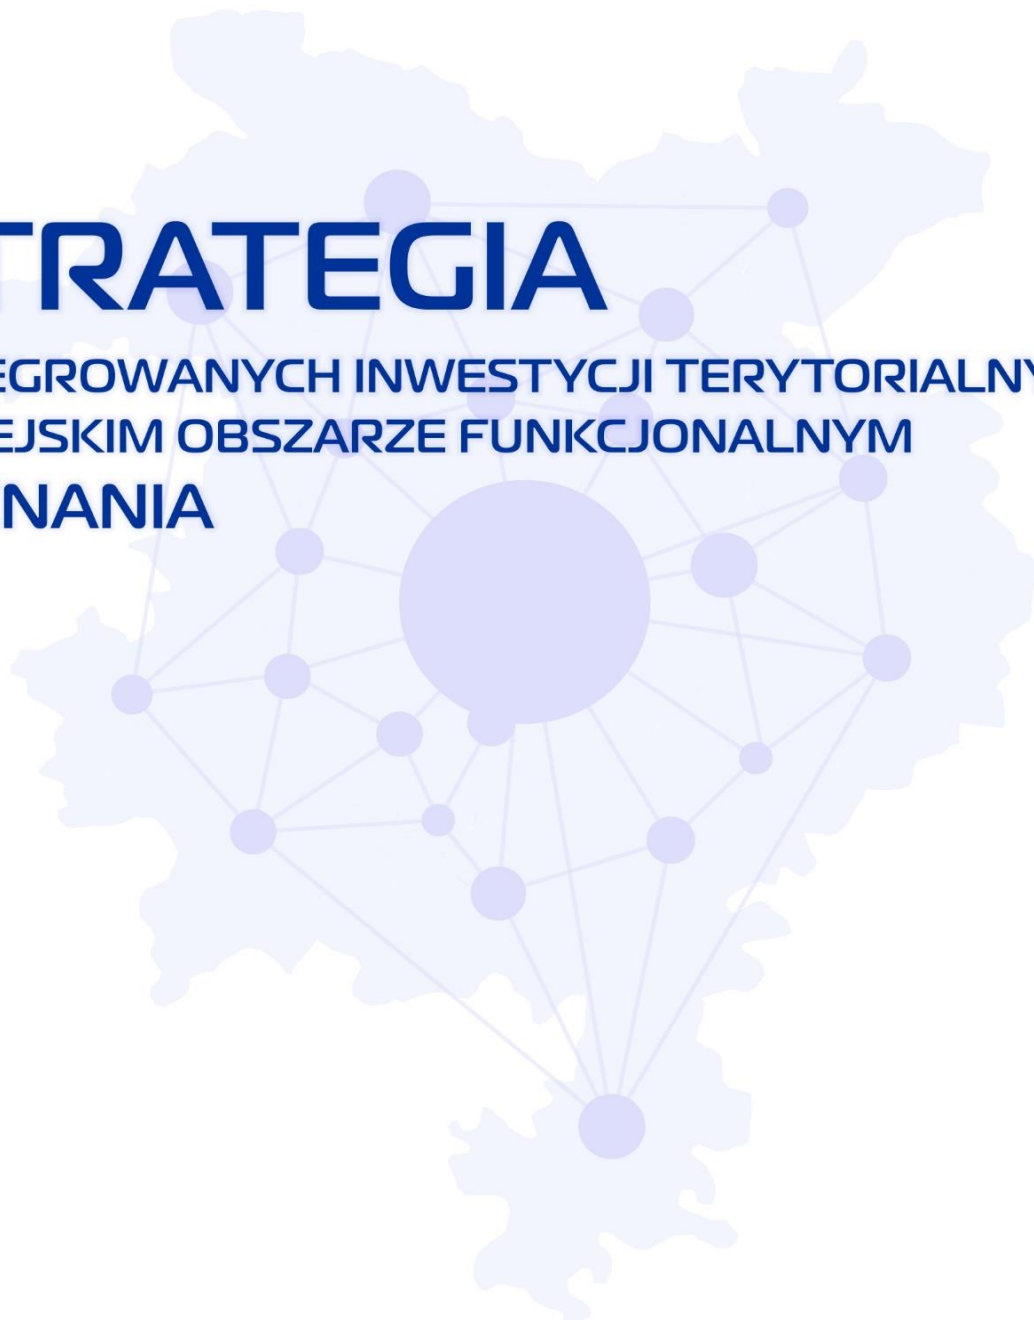 TRATEGIA
EGROWANYCH INWESTYCJI TERYTORIALNY
EJSKIM OBSZARZE FUNKCJONALNYM
NANIA